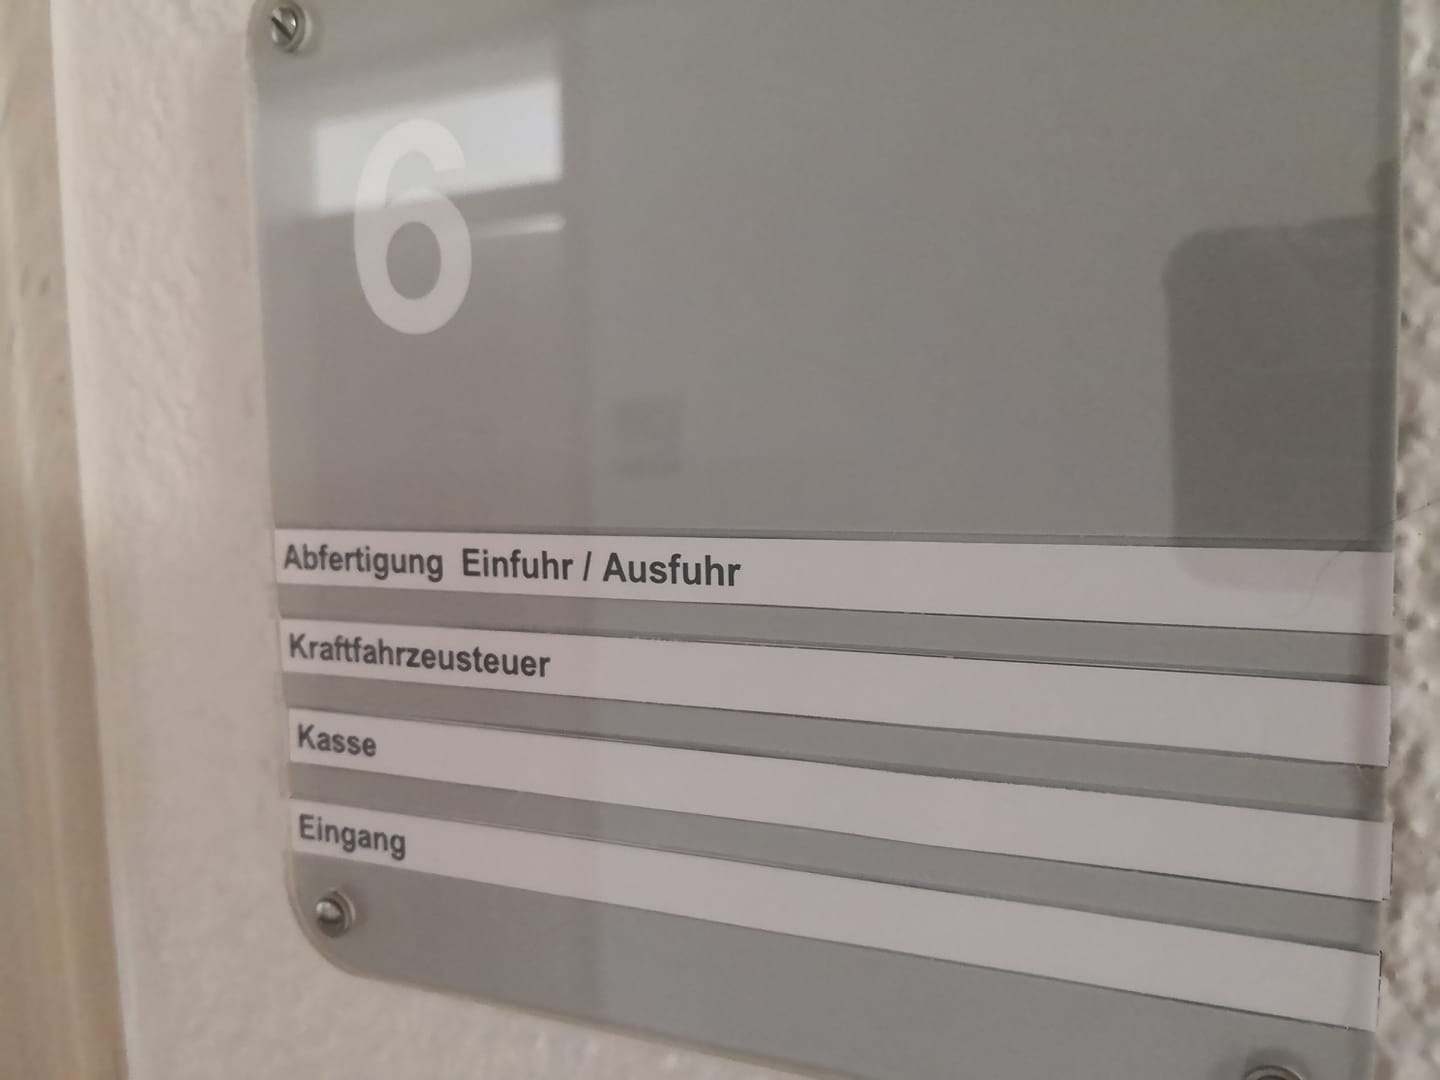 6
Abfertigung Einfuhr / Ausfuhr
Kraftfahrzeusteuer
Kasse
Eingang